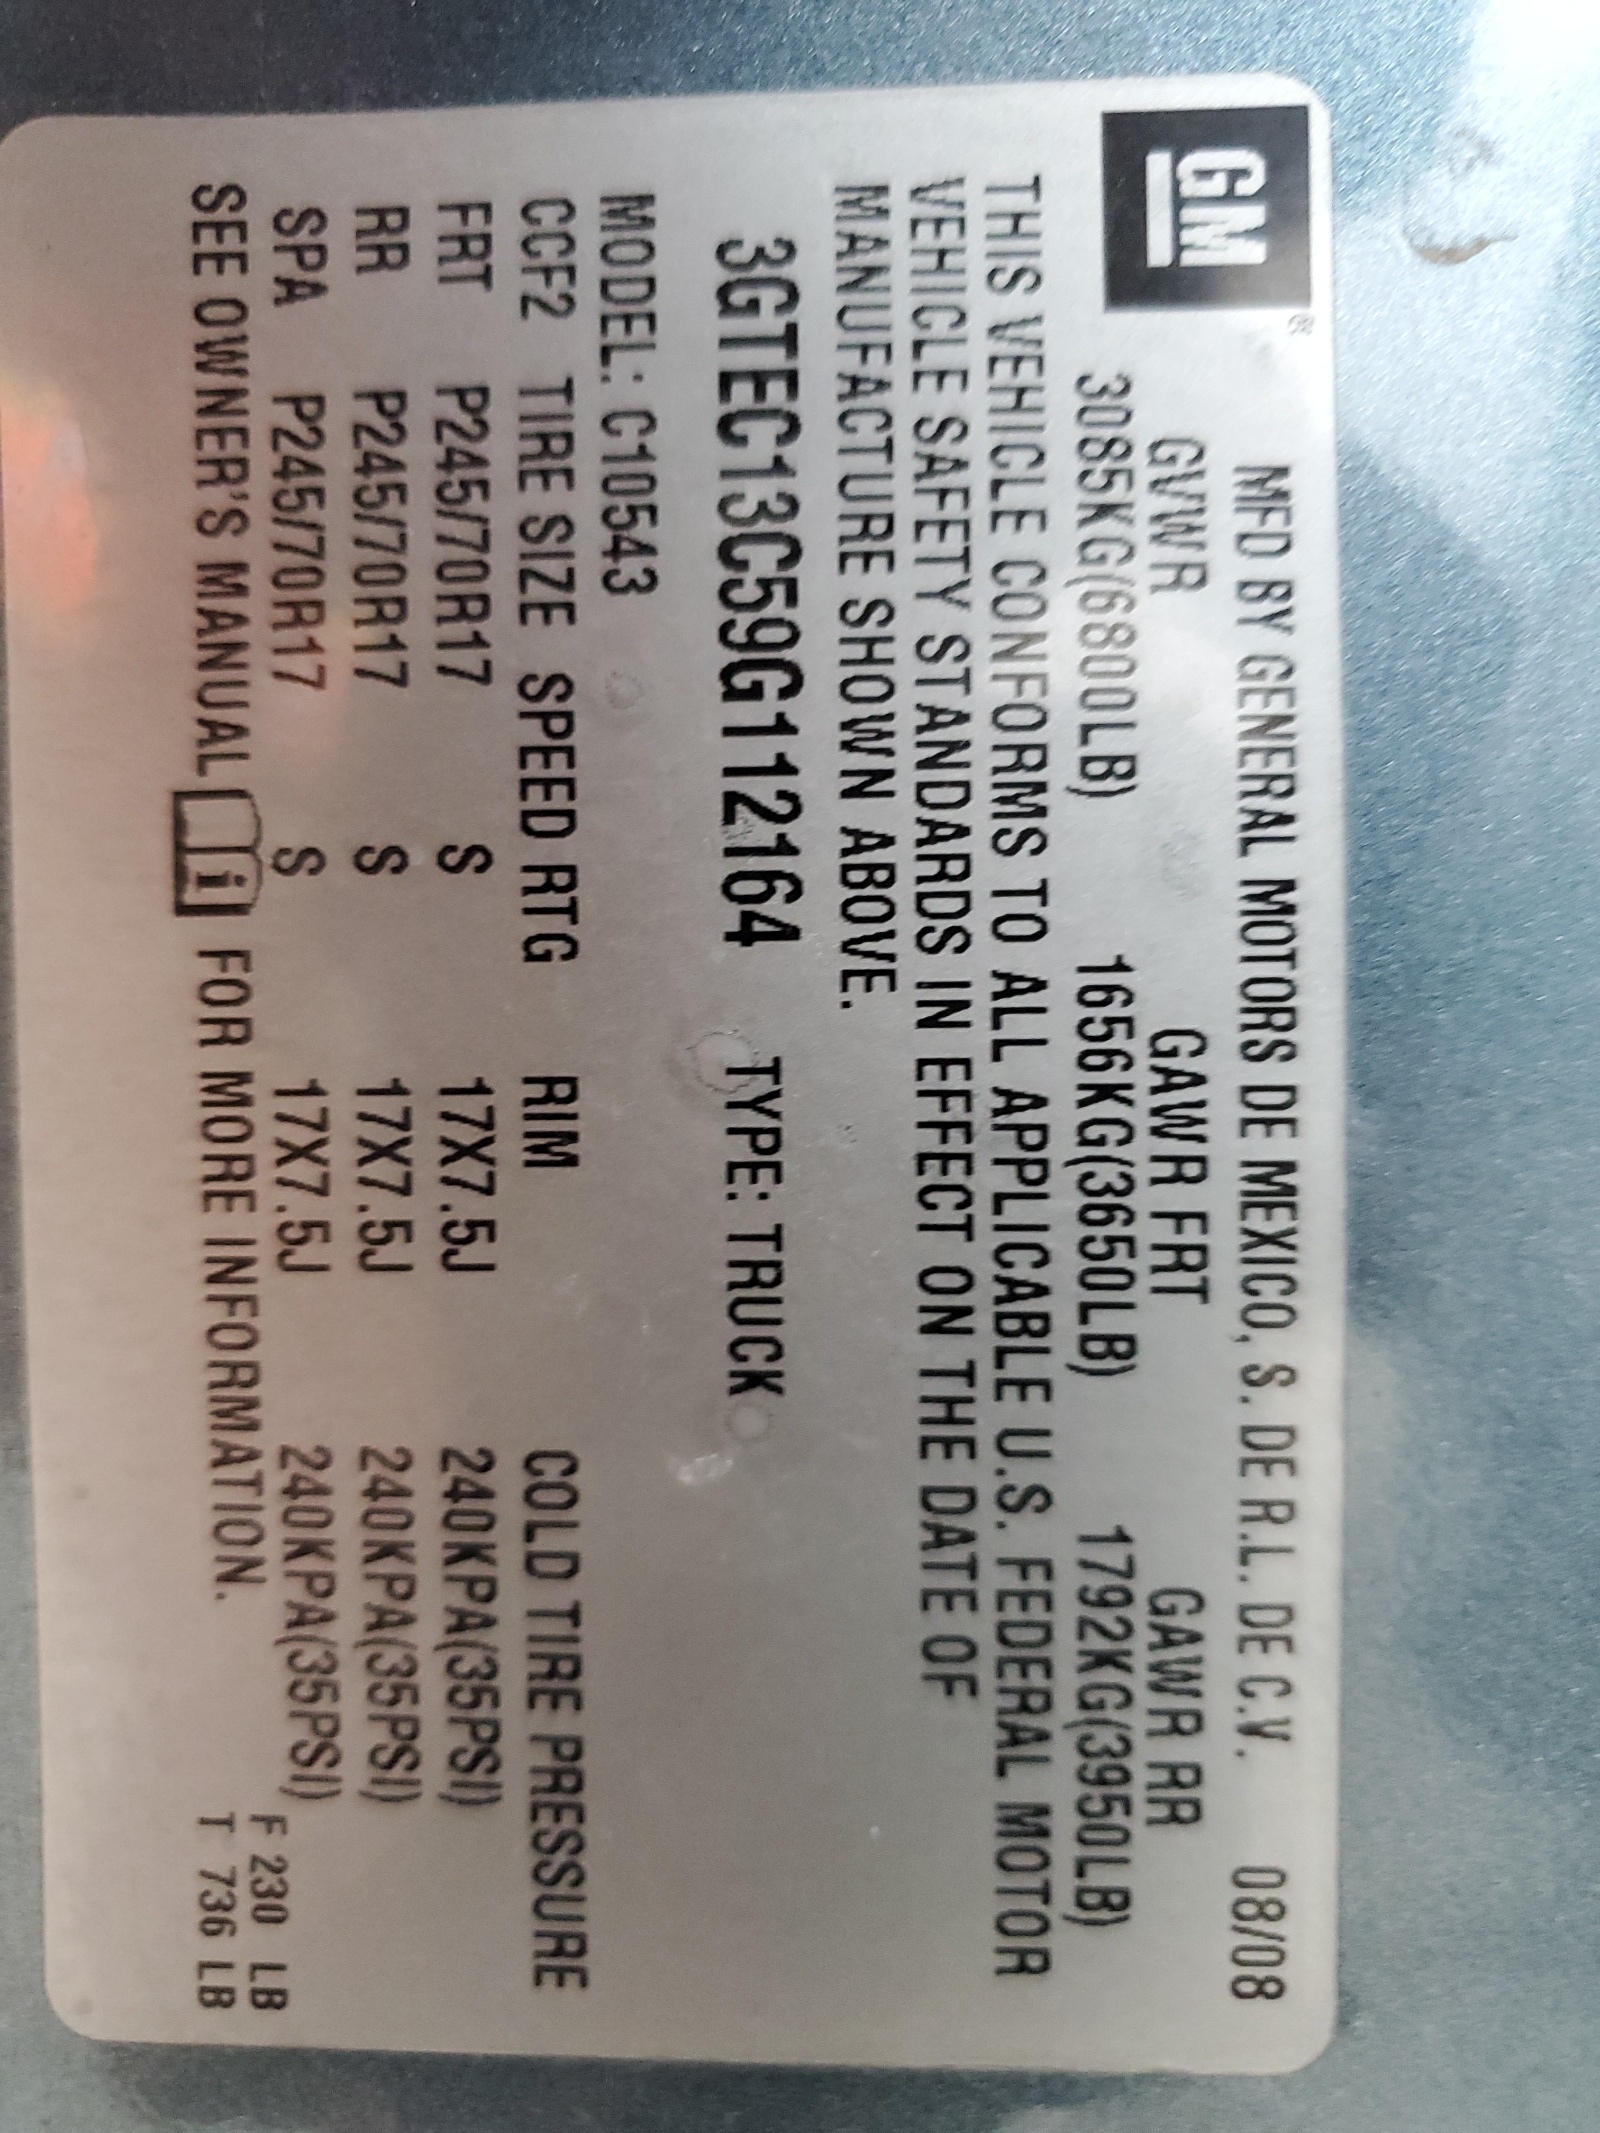 GM®
MFD BY GENERAL MOTORS DE MEXICO, S. DE R.L. DE C.V. 08/08
GVWR GAWR FRT GAWR RR
3085KG(6800LB) 1656KG(3650LB) 1792KG(3950LB)
THIS VEHICLE CONFORMS TO ALL APPLICABLE U.S. FEDERAL MOTOR
VEHICLE SAFETY STANDARDS IN EFFECT ON THE DATE OF
MANUFACTURE SHOWN ABOVE.
3GTEC13C59G112164 TYPE: TRUCK
MODEL: C10543
CCF2 TIRE SIZE SPEED RTG RIM COLD TIRE PRESSURE
FRT P245/70R17 S 17X7.5J 240KPA(35PSI)
RR P245/70R17 S 17X7.5J 240KPA(35PSI)
SPA P245/70R17 S 17X7.5J 240KPA(35PSI)
SEE OWNER'S MANUAL i FOR MORE INFORMATION.
F 230 LB
T 736 LB